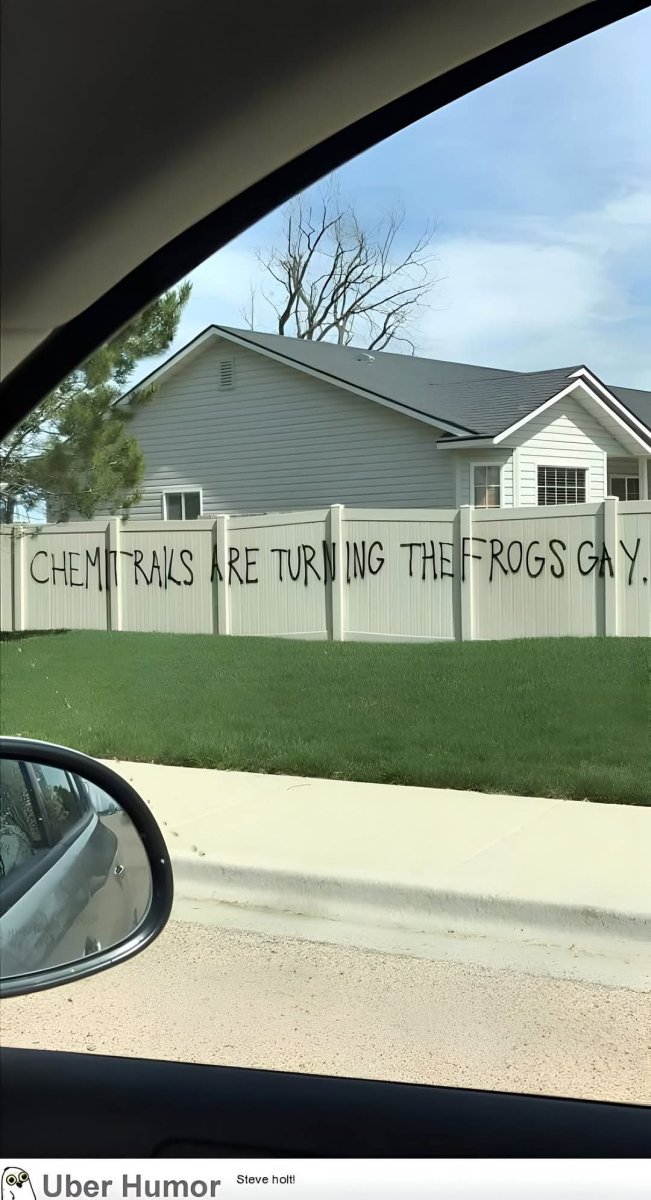 CHEMTRAILS ARE TURNING THE FROGS GAY.
Uber Humor
Steve holt!